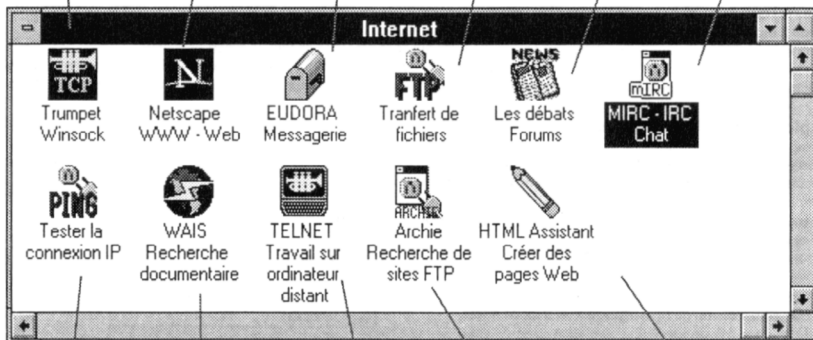 Internet
TCP
N
NEWS
FTP
mIRC
Trumpet
Winsock
Netscape
WWW - Web
EUDORA
Messagerie
Tranfert de
fichiers
Les débats
Forums
MIRC - IRC
Chat
PING
ARCHIE
Tester la
connexion IP
WAIS
Recherche
documentaire
TELNET
Travail sur
ordinateur
distant
Archie
Recherche de
sites FTP
HTML Assistant
Créer des
pages Web